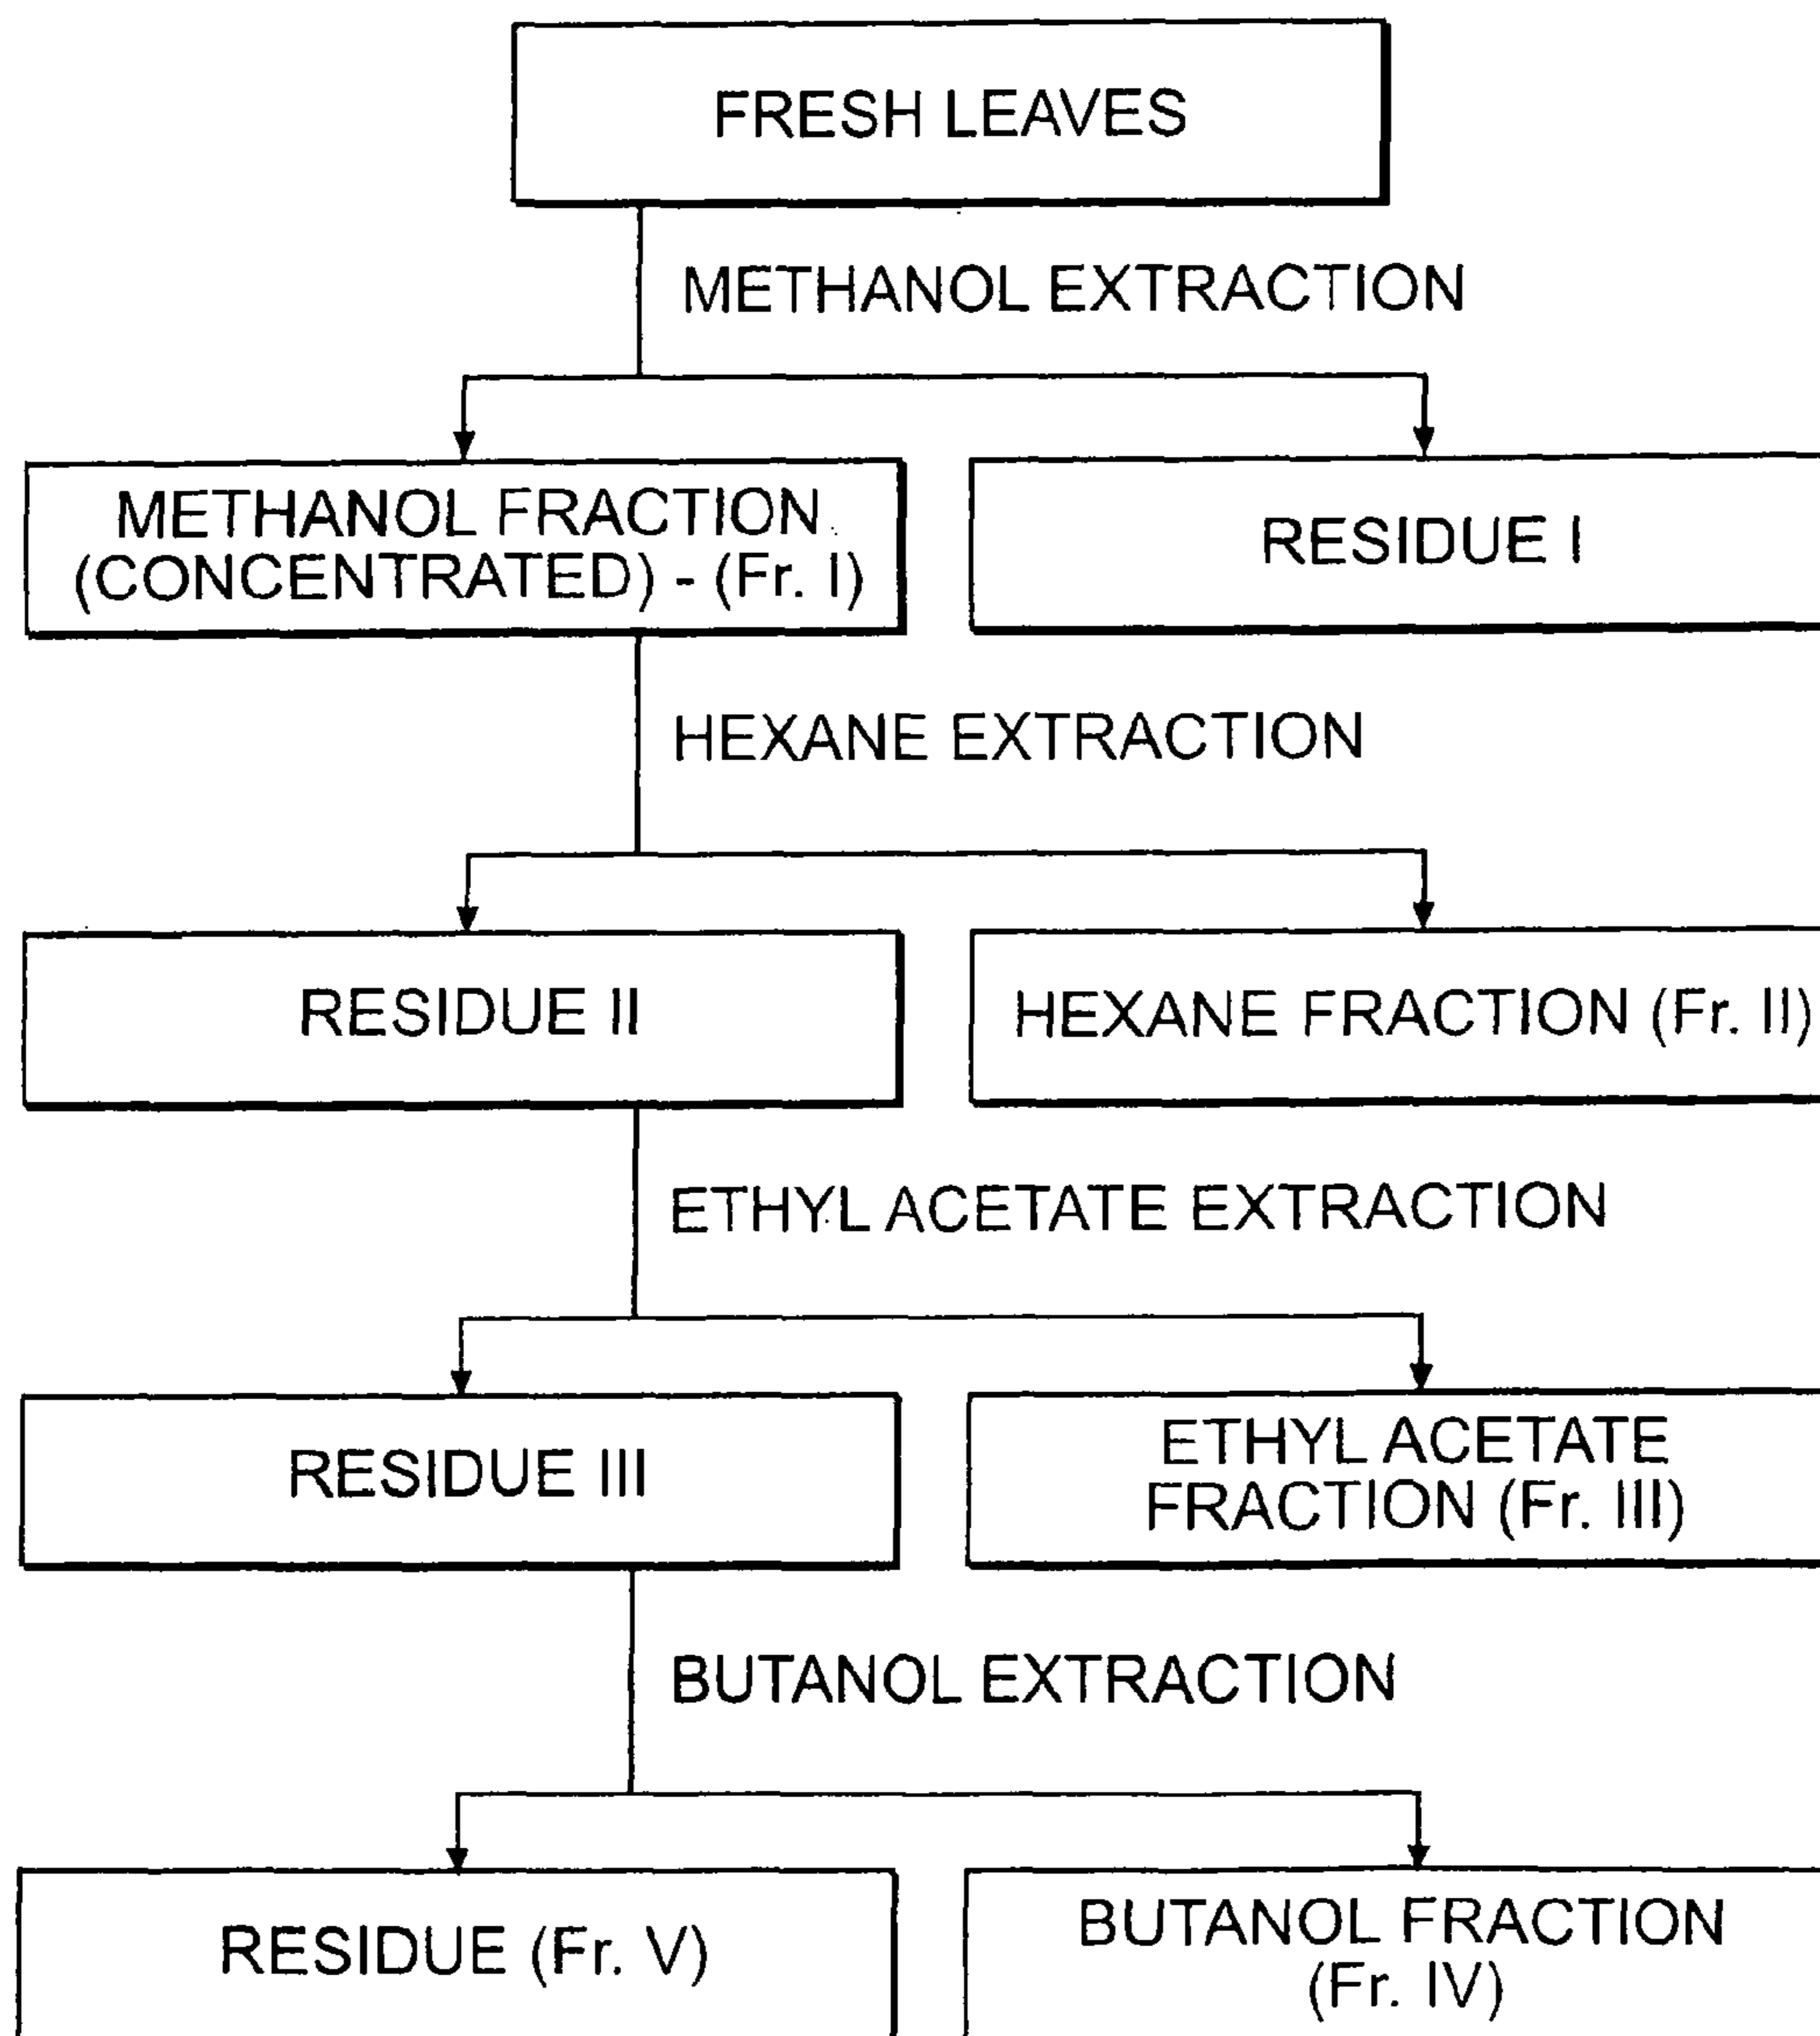 FRESH LEAVES
METHANOL EXTRACTION
METHANOL FRACTION
(CONCENTRATED) - (Fr. I)
RESIDUE I
HEXANE EXTRACTION
RESIDUE II
HEXANE FRACTION (Fr. II)
ETHYL ACETATE EXTRACTION
RESIDUE III
ETHYL ACETATE
FRACTION (Fr. III)
BUTANOL EXTRACTION
RESIDUE (Fr. V)
BUTANOL FRACTION
(Fr. IV)